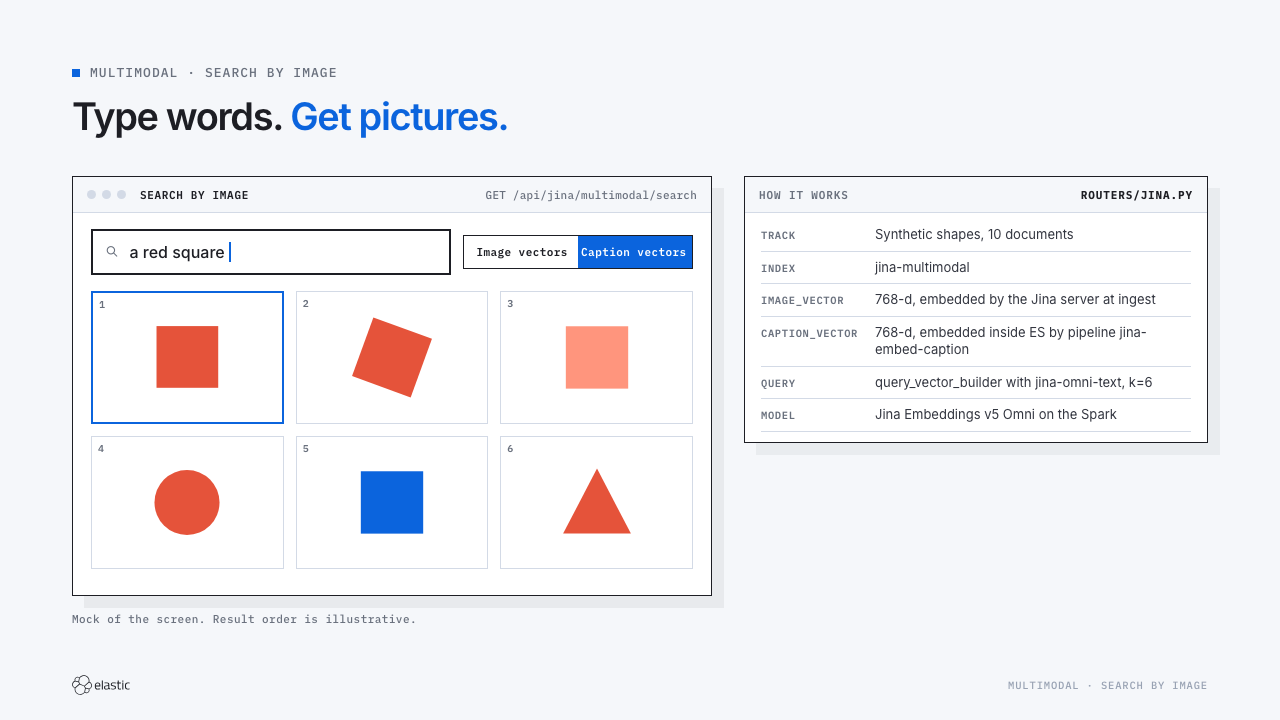 MULTIMODAL · SEARCH BY IMAGE
Type words. Get pictures.
SEARCH BY IMAGE
GET /api/jina/multimodal/search
a red square
Image vectors
Caption vectors
1
2
3
4
5
6
Mock of the screen. Result order is illustrative.
HOW IT WORKS
ROUTERS/JINA.PY
TRACK Synthetic shapes, 10 documents
INDEX jina-multimodal
IMAGE_VECTOR 768-d, embedded by the Jina server at ingest
CAPTION_VECTOR 768-d, embedded inside ES by pipeline jina-
embed-caption
QUERY query_vector_builder with jina-omni-text, k=6
MODEL Jina Embeddings v5 Omni on the Spark
elastic
MULTIMODAL · SEARCH BY IMAGE